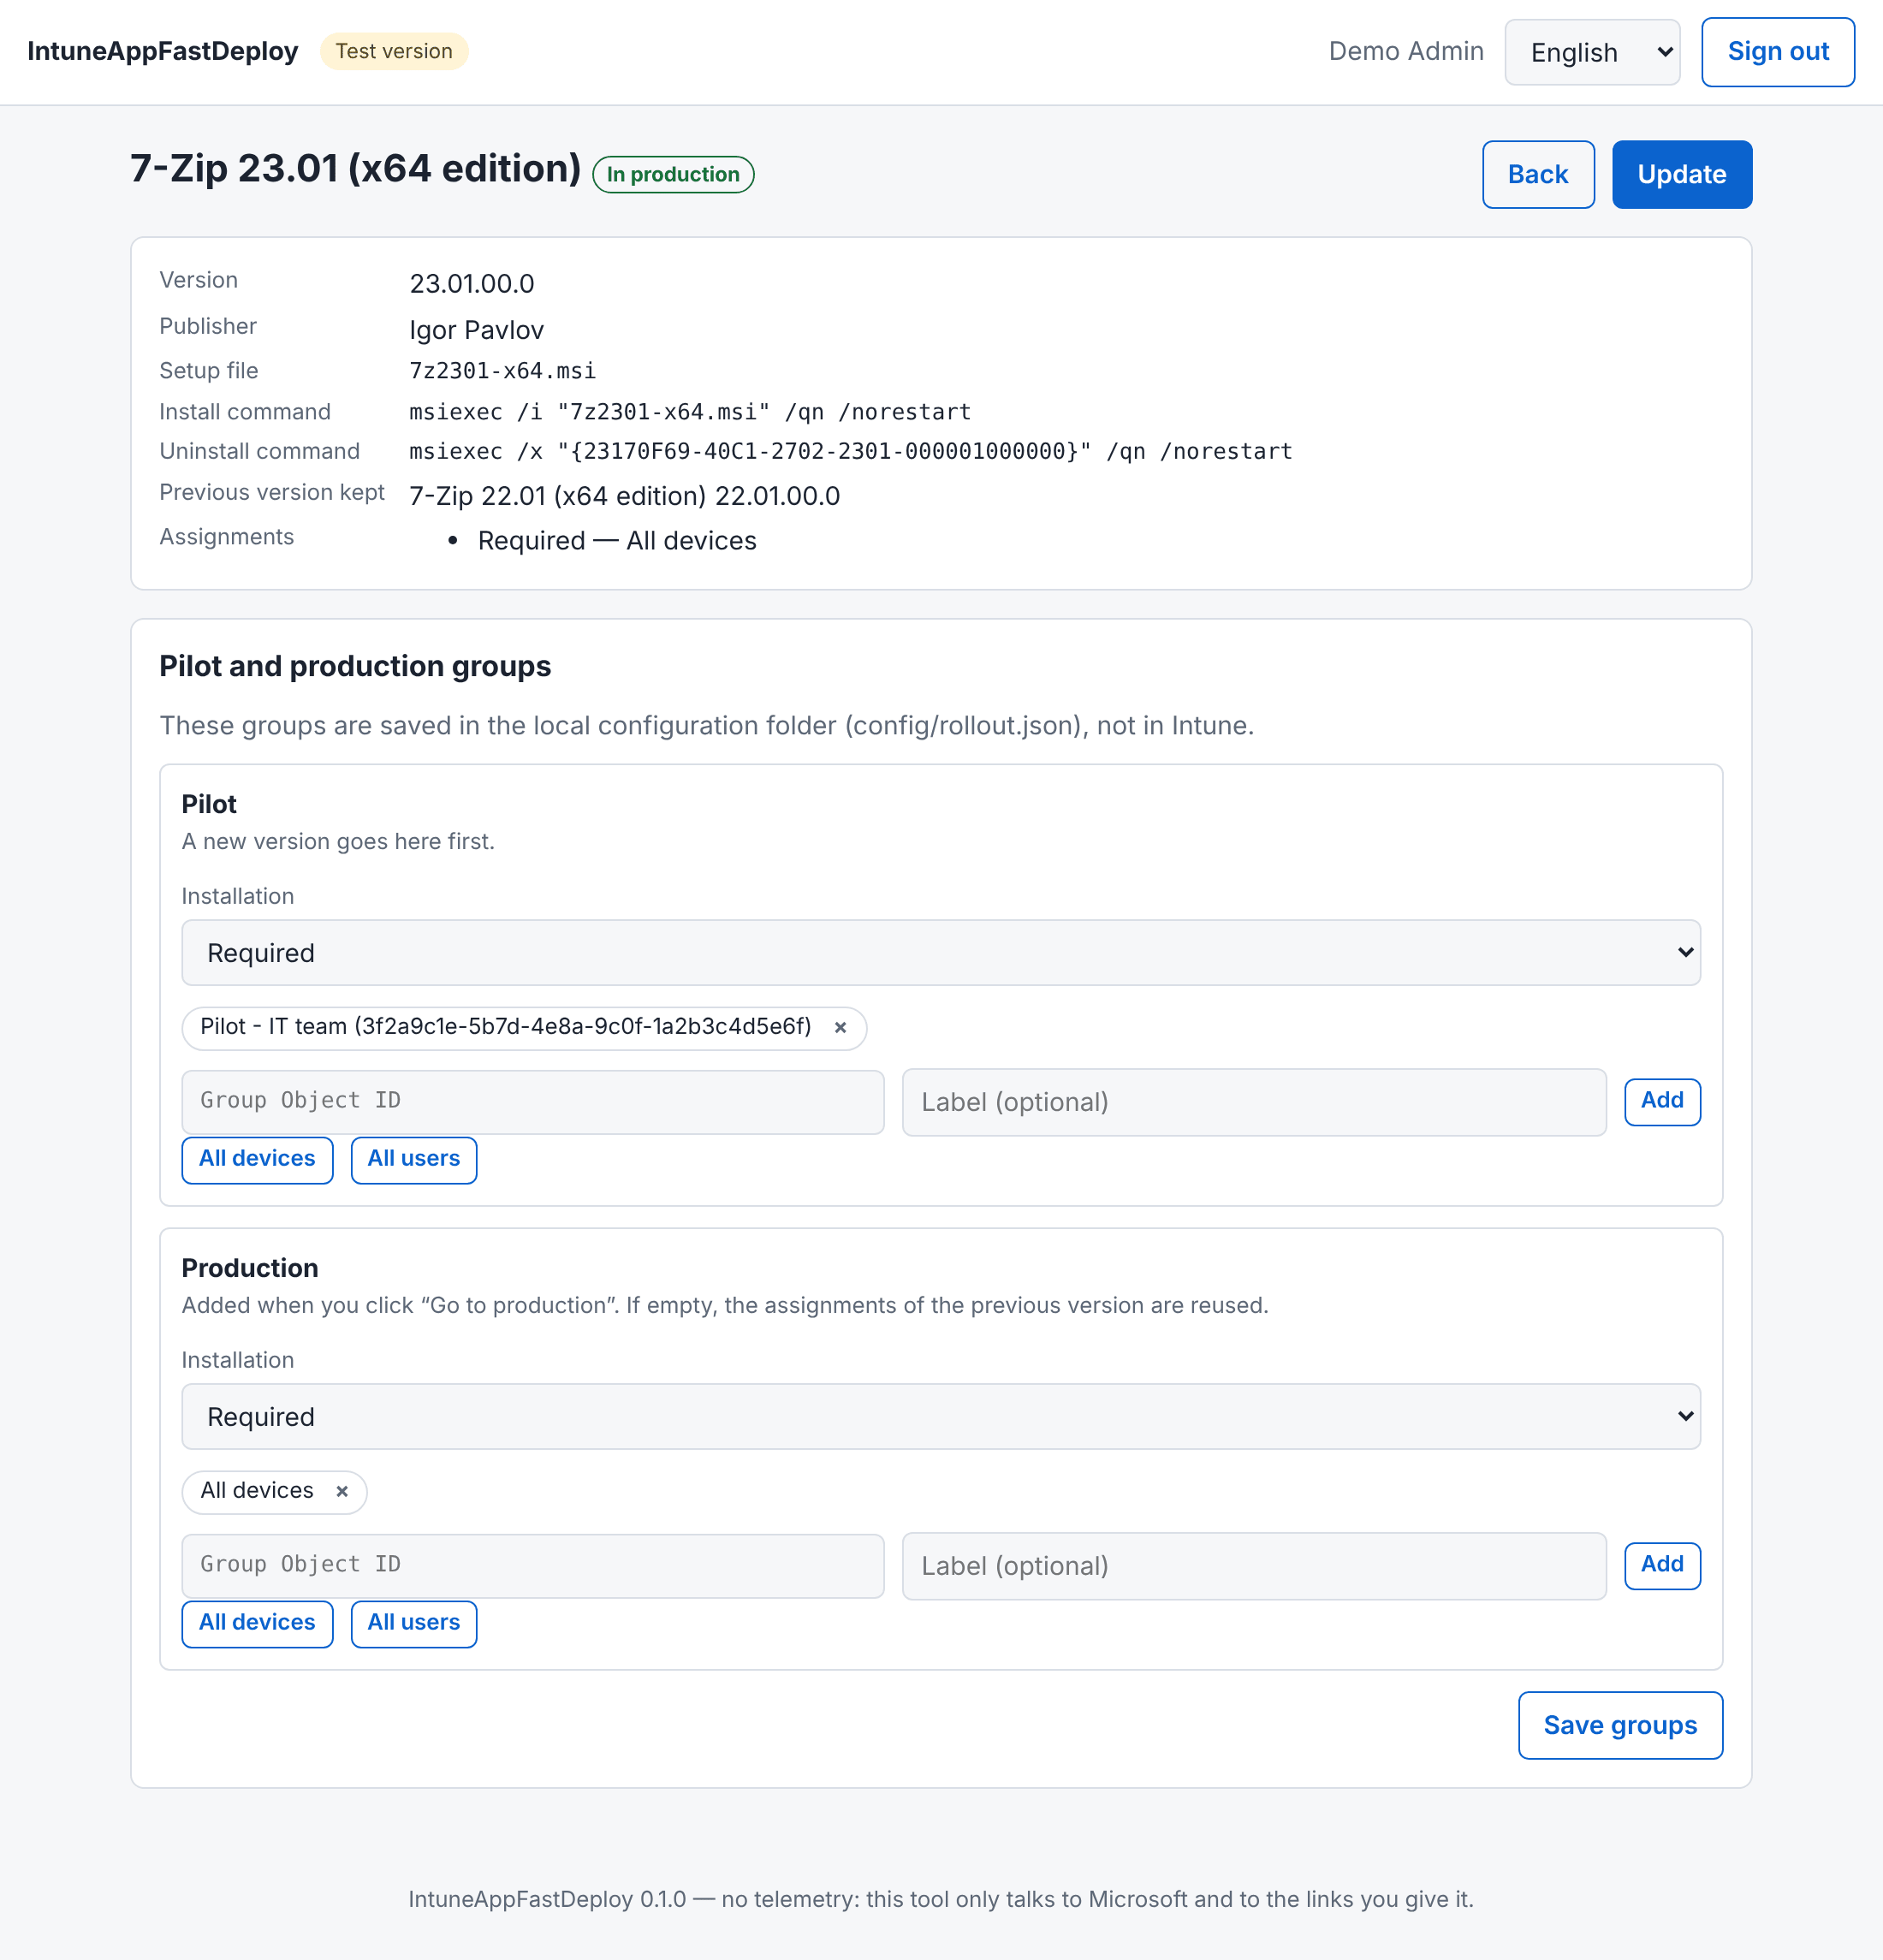 IntuneAppFastDeploy Test version Demo Admin English Sign out
7-Zip 23.01 (x64 edition) In production Back Update
Version 23.01.00.0
Publisher Igor Pavlov
Setup file 7z2301-x64.msi
Install command msiexec /i "7z2301-x64.msi" /qn /norestart
Uninstall command msiexec /x "{23170F69-40C1-2702-2301-000001000000}" /qn /norestart
Previous version kept 7-Zip 22.01 (x64 edition) 22.01.00.0
Assignments • Required — All devices
Pilot and production groups
These groups are saved in the local configuration folder (config/rollout.json), not in Intune.
Pilot
A new version goes here first.
Installation
Required
Pilot - IT team (3f2a9c1e-5b7d-4e8a-9c0f-1a2b3c4d5e6f) ×
Group Object ID Label (optional) Add
All devices All users
Production
Added when you click “Go to production”. If empty, the assignments of the previous version are reused.
Installation
Required
All devices ×
Group Object ID Label (optional) Add
All devices All users
Save groups
IntuneAppFastDeploy 0.1.0 — no telemetry: this tool only talks to Microsoft and to the links you give it.